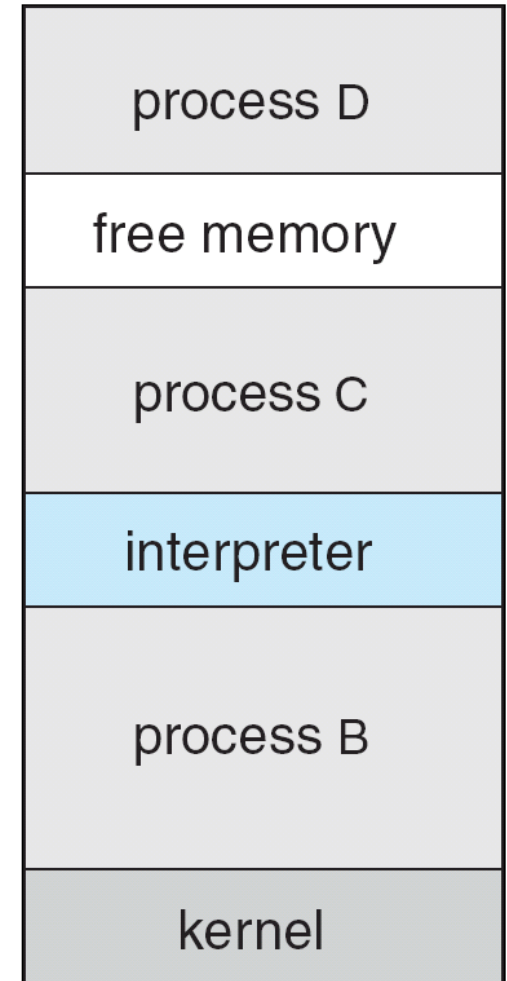 process D
free memory
process C
interpreter
process B
kernel